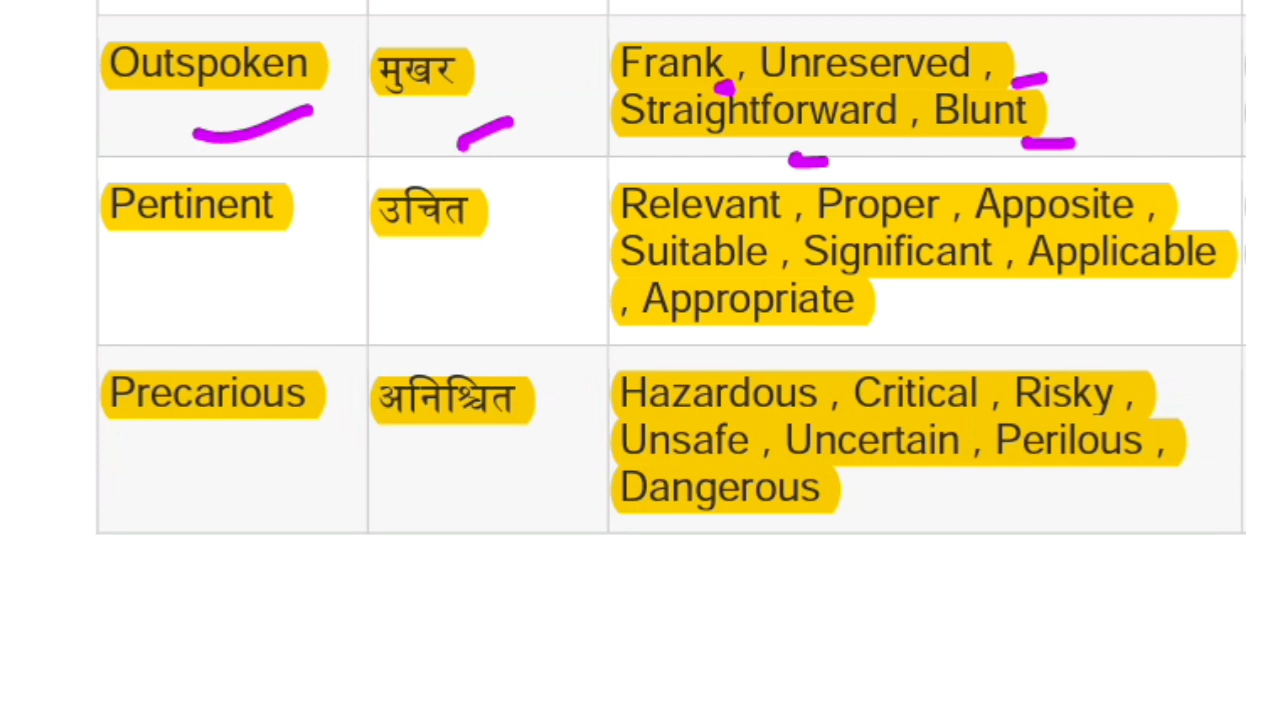 Outspoken मुखर Frank , Unreserved ,
Straightforward , Blunt
Pertinent उचित Relevant , Proper , Apposite ,
Suitable , Significant , Applicable
, Appropriate
Precarious अनिश्चित Hazardous , Critical , Risky ,
Unsafe , Uncertain , Perilous ,
Dangerous